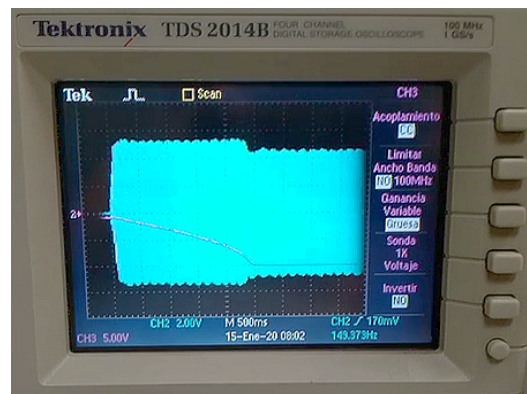 Tektronix TDS 2014B FOUR CHANNEL DIGITAL STORAGE OSCILLOSCOPE 100 MHz 1 GS/s
Tek Scan CH3
Acoplamiento
CC
Limitar
Ancho Banda
NO 100MHz
Ganancia
Variable
Gruesa
Sonda
1X
Voltaje
Invertir
NO
2
CH2 2.00V M 500ms CH2 170mV
CH3 5.00V 15-Ene-20 08:02 149.373Hz